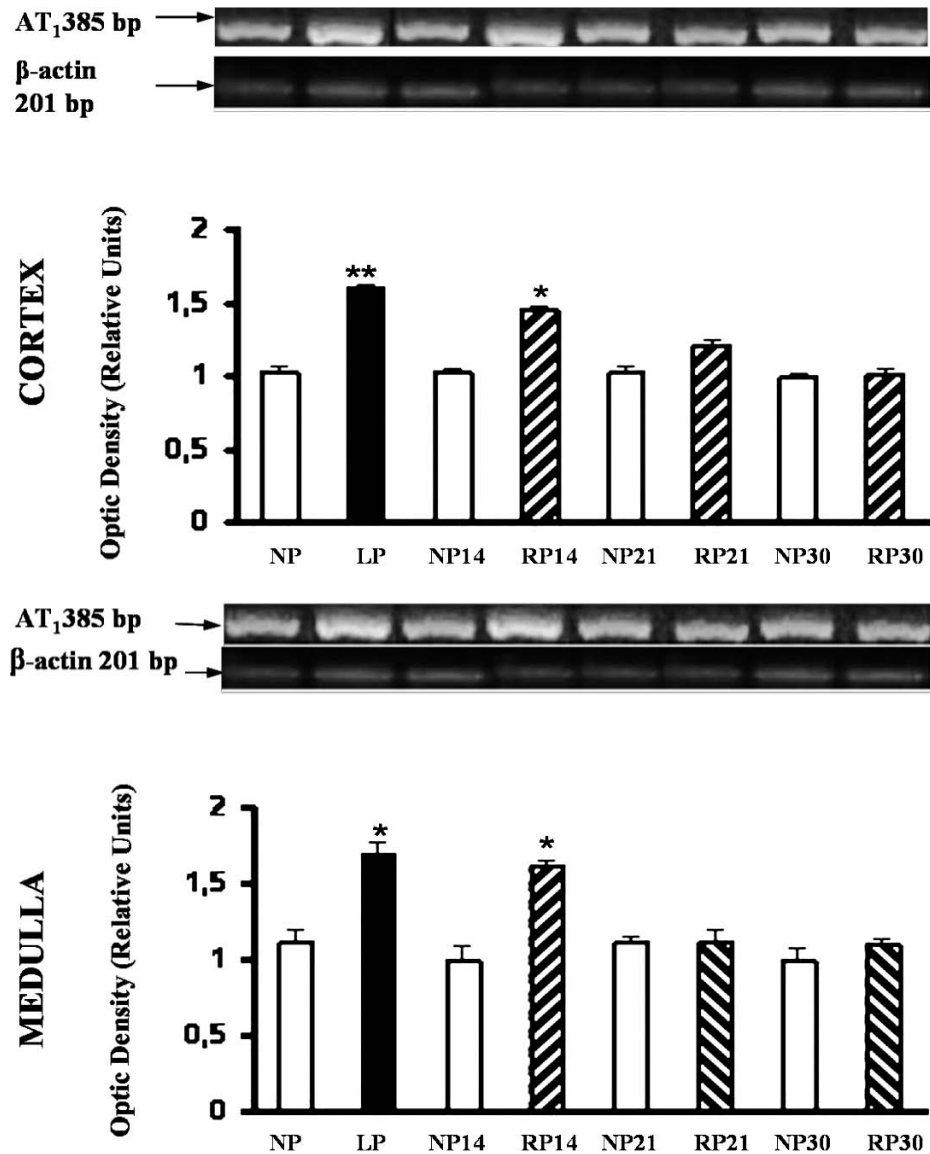 AT₁385 bp
β-actin
201 bp
CORTEX
Optic Density (Relative Units)
2
1,5
1
0,5
0
** *
NP LP NP14 RP14 NP21 RP21 NP30 RP30
AT₁385 bp
β-actin 201 bp
MEDULLA
Optic Density (Relative Units)
2
1,5
1
0,5
0
* *
NP LP NP14 RP14 NP21 RP21 NP30 RP30